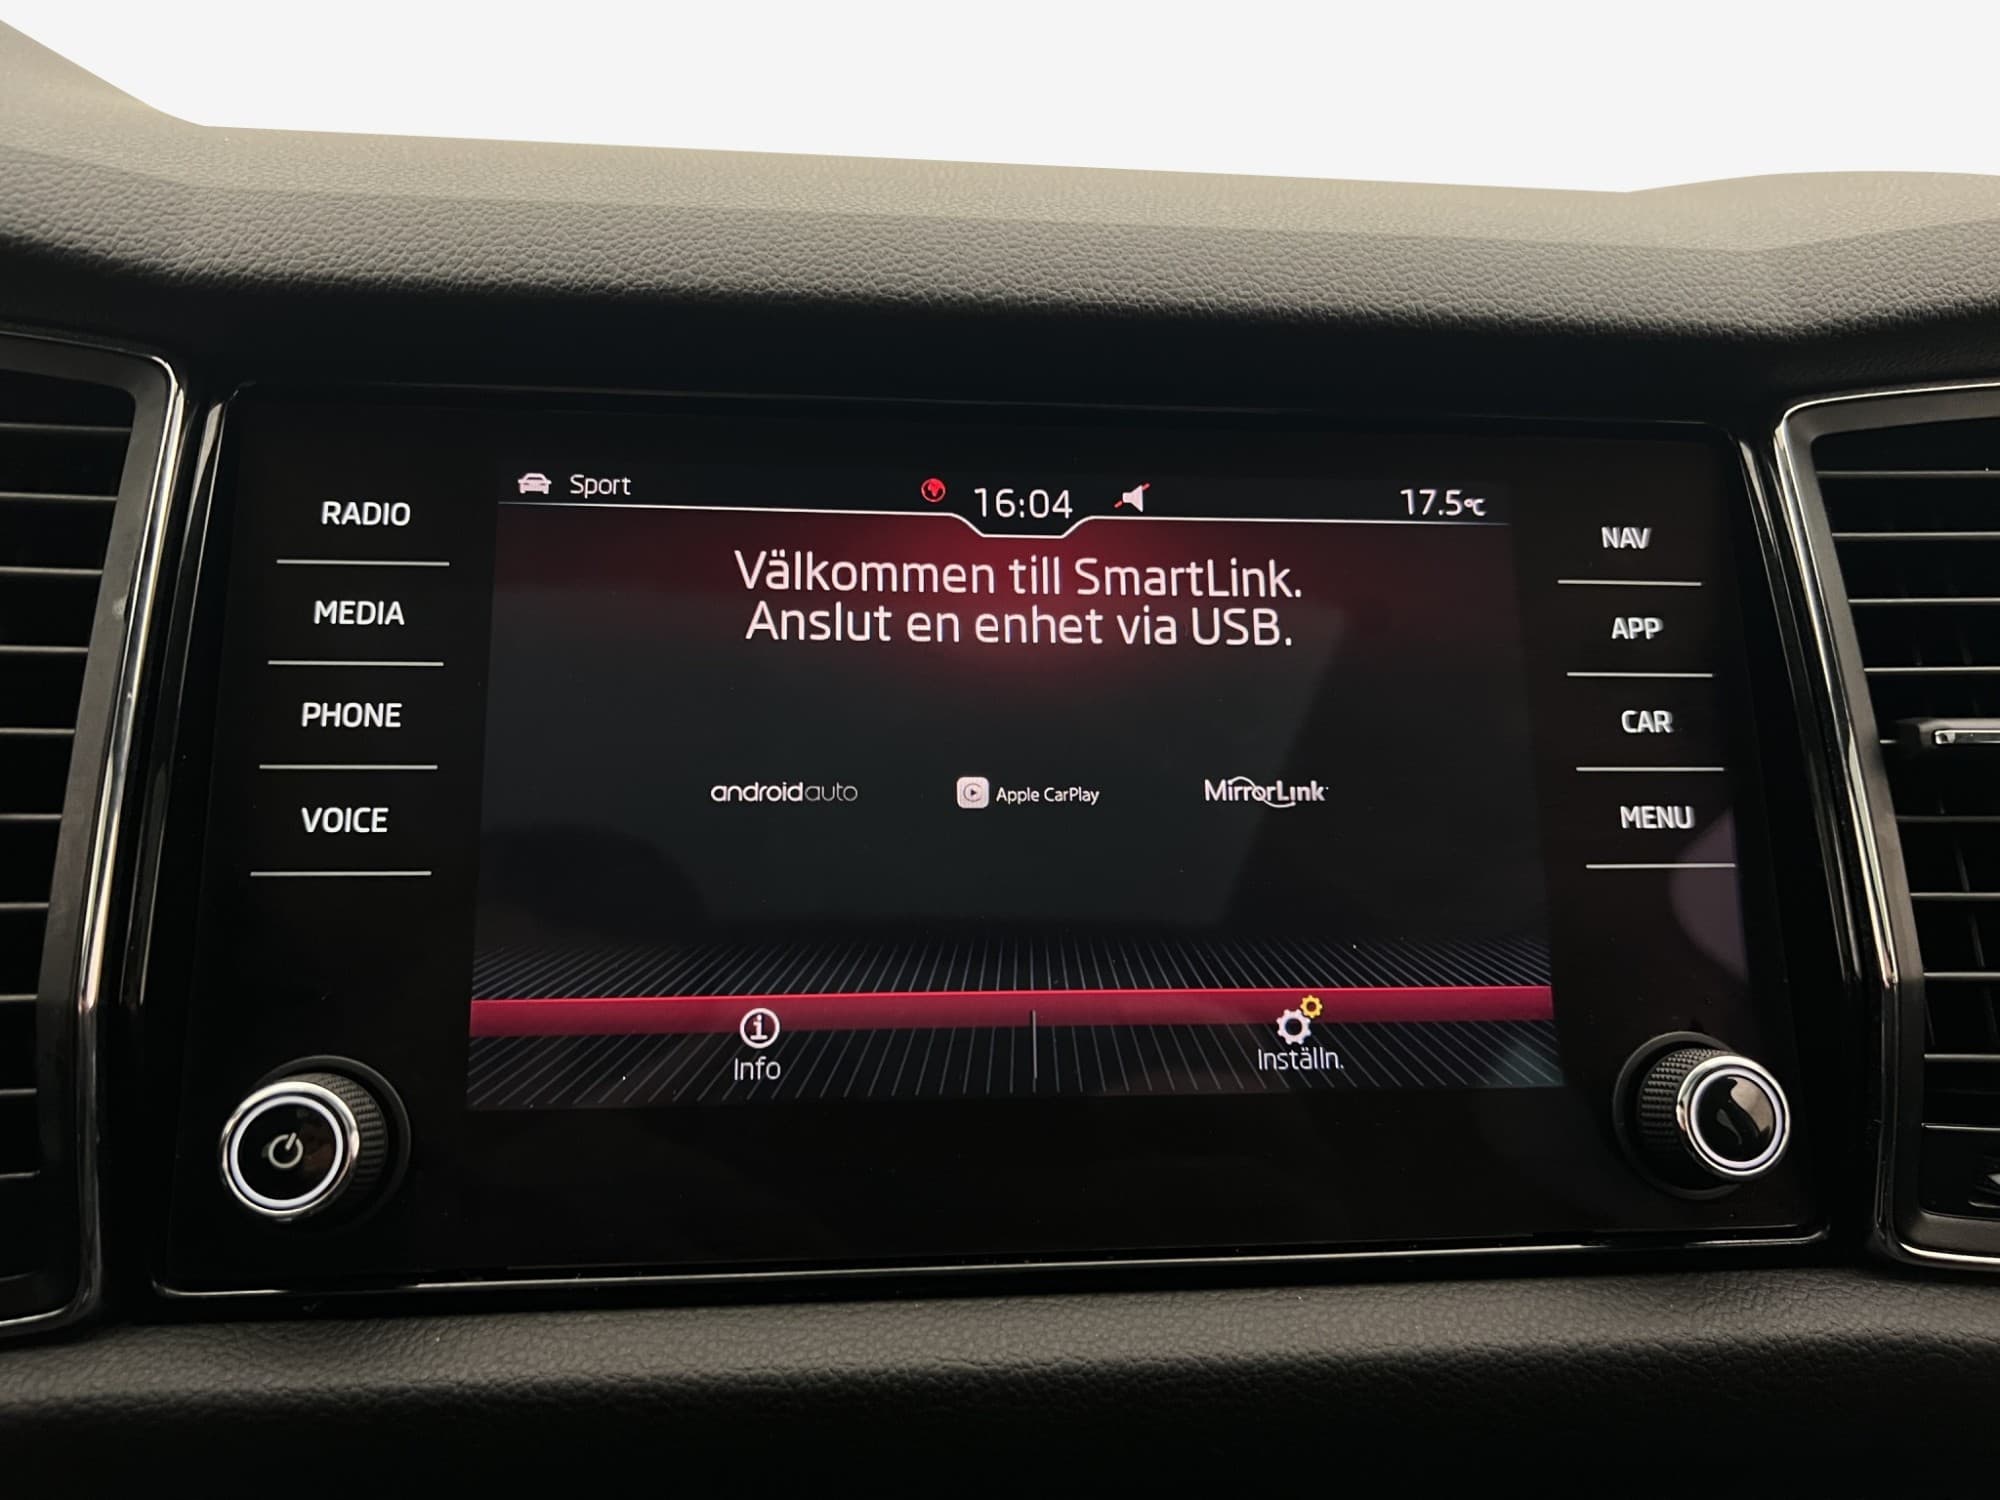 Sport 16:04 17.5°C
RADIO
MEDIA
PHONE
VOICE
Välkommen till SmartLink.
Anslut en enhet via USB.
androidauto Apple CarPlay MirrorLink
Info Inställn.
NAV
APP
CAR
MENU